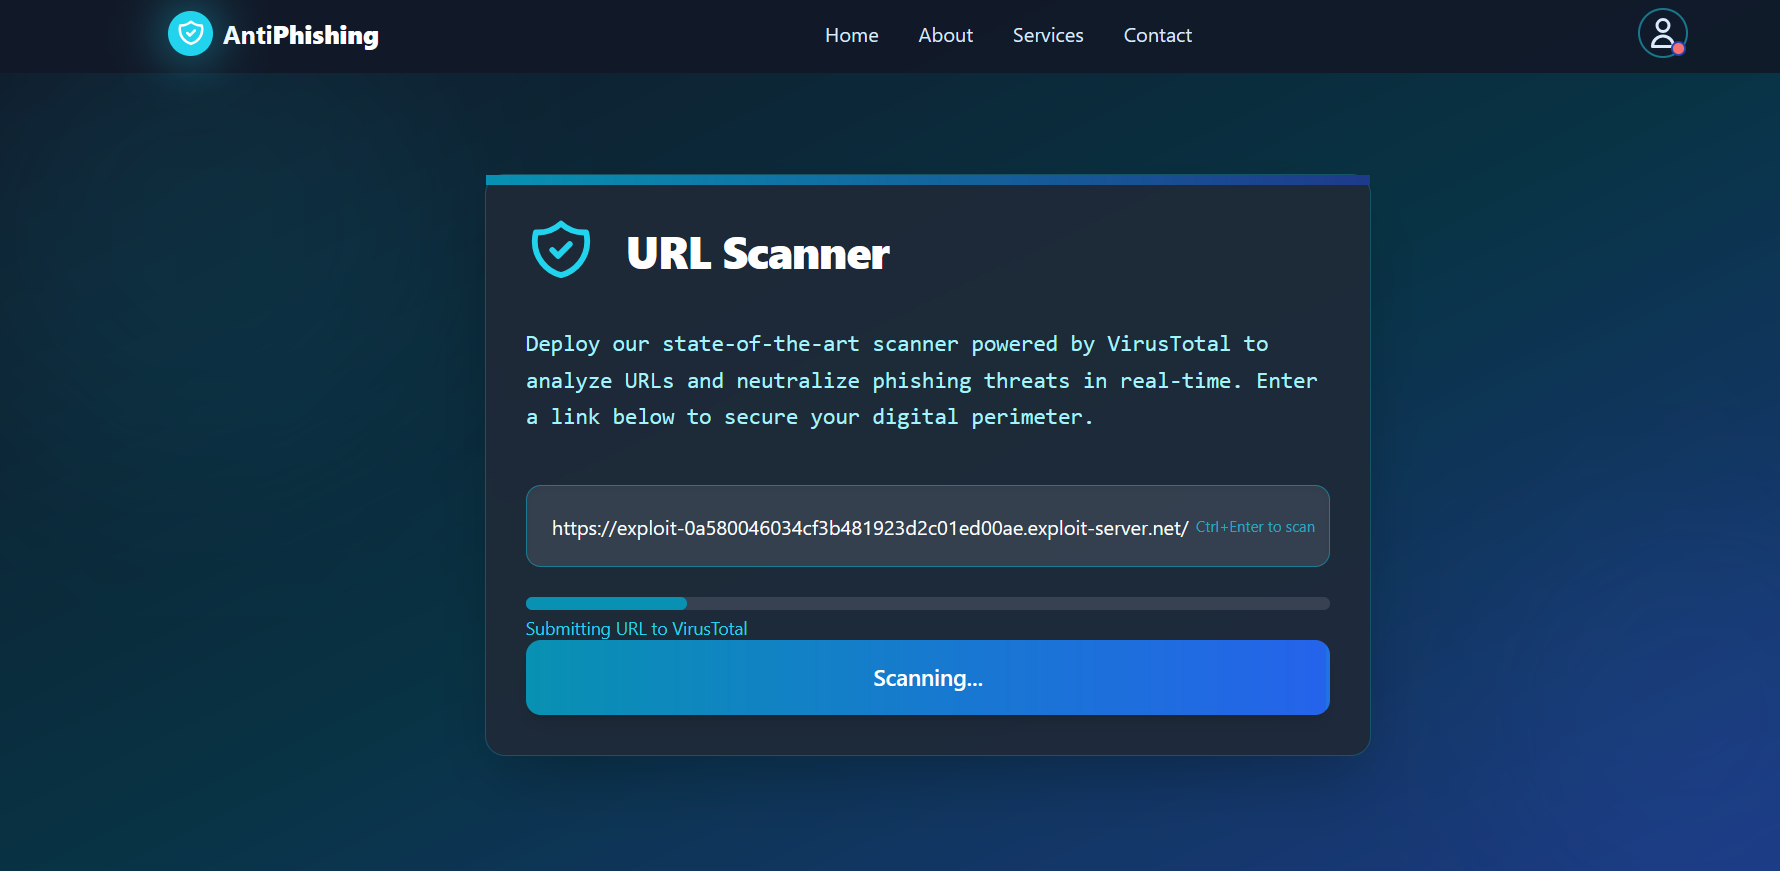 AntiPhishing
Home
About
Services
Contact
URL Scanner
Deploy our state-of-the-art scanner powered by VirusTotal to
analyze URLs and neutralize phishing threats in real-time. Enter
a link below to secure your digital perimeter.
https://exploit-0a580046034cf3b481923d2c01ed00ae.exploit-server.net/ Ctrl+Enter to scan
Submitting URL to VirusTotal
Scanning...